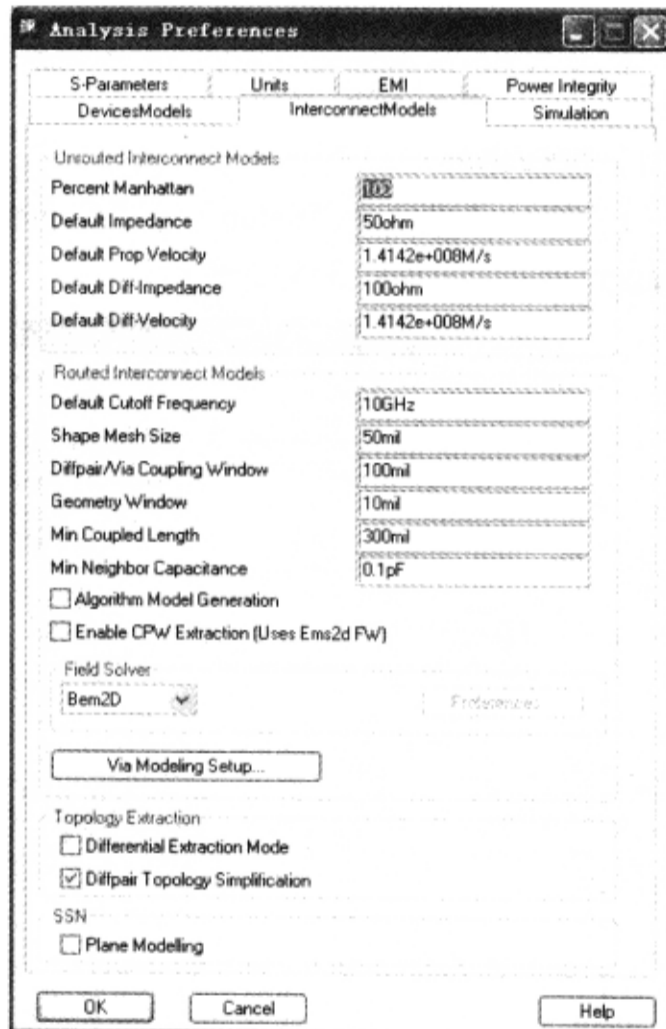 Analysis Preferences
S-Parameters Units EMI Power Integrity
DevicesModels InterconnectModels Simulation
Unrouted Interconnect Models
Percent Manhattan
Default Impedance 50ohm
Default Prop Velocity 1.4142e+008M/s
Default Diff-Impedance 100ohm
Default Diff-Velocity 1.4142e+008M/s
Routed Interconnect Models
Default Cutoff Frequency 10GHz
Shape Mesh Size 50mil
Diffpair/Via Coupling Window 100mil
Geometry Window 10mil
Min Coupled Length 300mil
Min Neighbor Capacitance 0.1pF
Algorithm Model Generation
Enable CPW Extraction (Uses Ems2d FW)
Field Solver
Bem2D Preferences
Via Modeling Setup...
Topology Extraction
Differential Extraction Mode
Diffpair Topology Simplification
SSN
Plane Modelling
OK Cancel Help